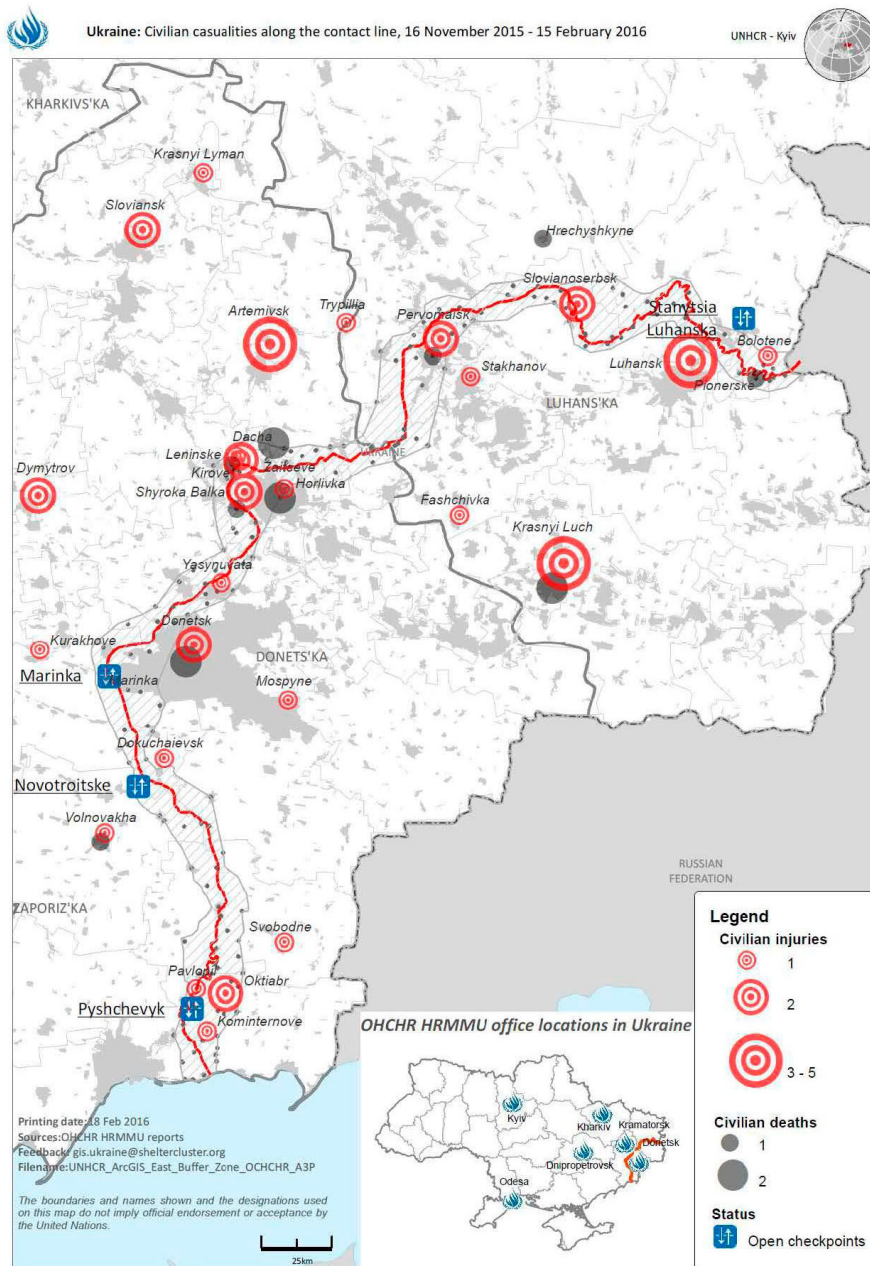 Ukraine: Civilian casualties along the contact line, 16 November 2015 - 15 February 2016
UNHCR - Kyiv
KHARKIVS'KA
Krasnyi Lyman
Sloviansk
Hrechyshkyne
Slovianoserbsk
Artemivsk
Trypillia
Pervomaisk
Stanytsia
Luhanska
Bolotene
Luhansk
Pionerske
Stakhanov
LUHANS'KA
Dacha
Leninske
UKRAINE
Kirove
Zaitseve
Dymytrov
Shyroka Balka
Horlivka
Fashchivka
Krasnyi Luch
Yasynuvata
Kurakhove
Donetsk
DONETS'KA
Marinka
Marinka
Mospyne
Dokuchaievsk
Novotroitske
Volnovakha
RUSSIAN
FEDERATION
ZAPORIZ'KA
Svobodne
Pavlopil
Oktiabr
Pyshchevyk
Kominternove
Legend
Civilian injuries
1
2
3 - 5
Civilian deaths
1
2
Status
Open checkpoints
OHCHR HRMMU office locations in Ukraine
Kyiv
Kharkiv
Kramatorsk
Donetsk
Dnipropetrovsk
Odesa
Printing date:18 Feb 2016
Sources:OHCHR HRMMU reports
Feedback: gis.ukraine@sheltercluster.org
Filename:UNHCR_ArcGIS_East_Buffer_Zone_OCHCHR_A3P
The boundaries and names shown and the designations used
on this map do not imply official endorsement or acceptance by
the United Nations.
25km